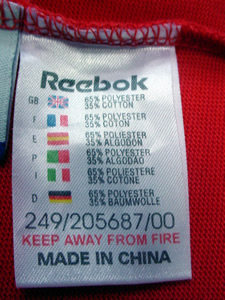 Reebok
GB 65% POLYESTER
35% COTTON
F 65% POLYESTER
35% COTON
E 65% POLIESTER
35% ALGODON
P 65% POLIESTER
35% ALGODAO
I 65% POLIESTERE
35% COTONE
D 65% POLYESTER
35% BAUMWOLLE
249/205687/00
KEEP AWAY FROM FIRE
MADE IN CHINA